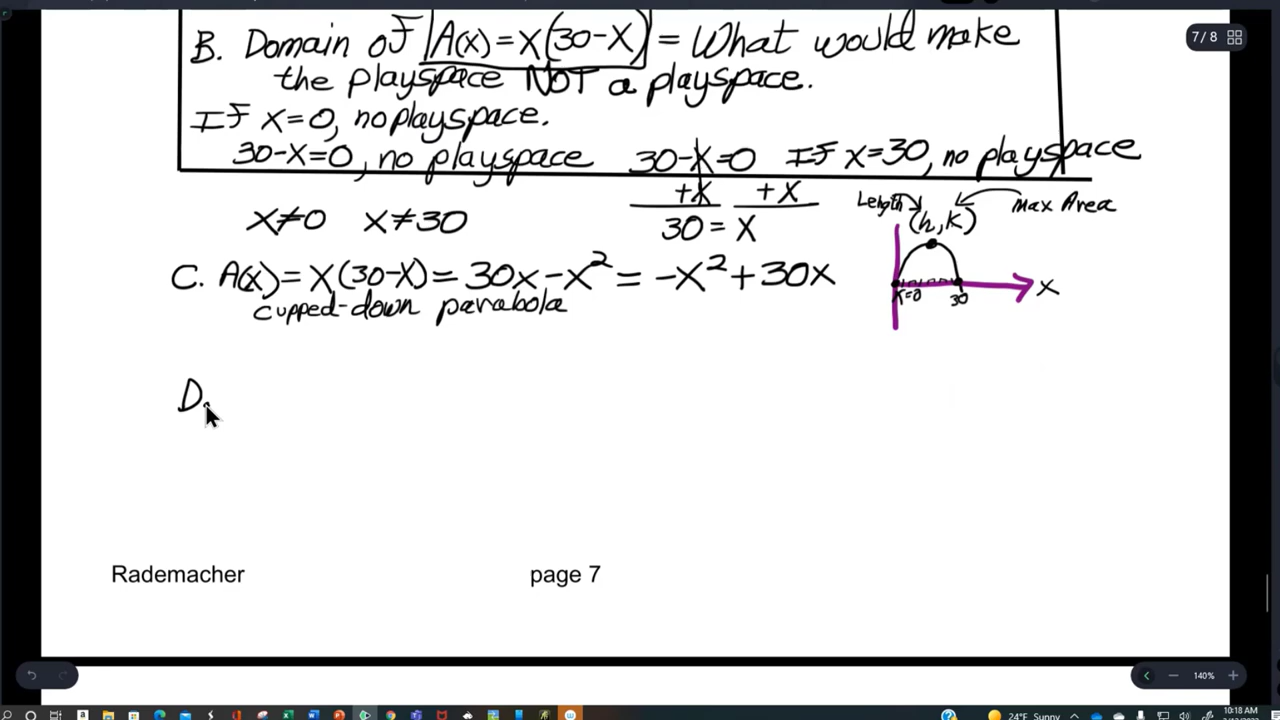 7/8
B. Domain of A(x)=x(30-x) = What would make
the playspace NOT a playspace.
If x=0, no playspace.
30-x=0, no playspace 30-x=0 If x=30, no playspace
+x +x
x≠0 x≠30 30=x
Length (h,k) Max Area
C. A(x)=x(30-x)=30x-x²=-x²+30x
cupped-down parabola
x=0 30 x
D.
Rademacher page 7
140%
24°F Sunny
10:18 AM